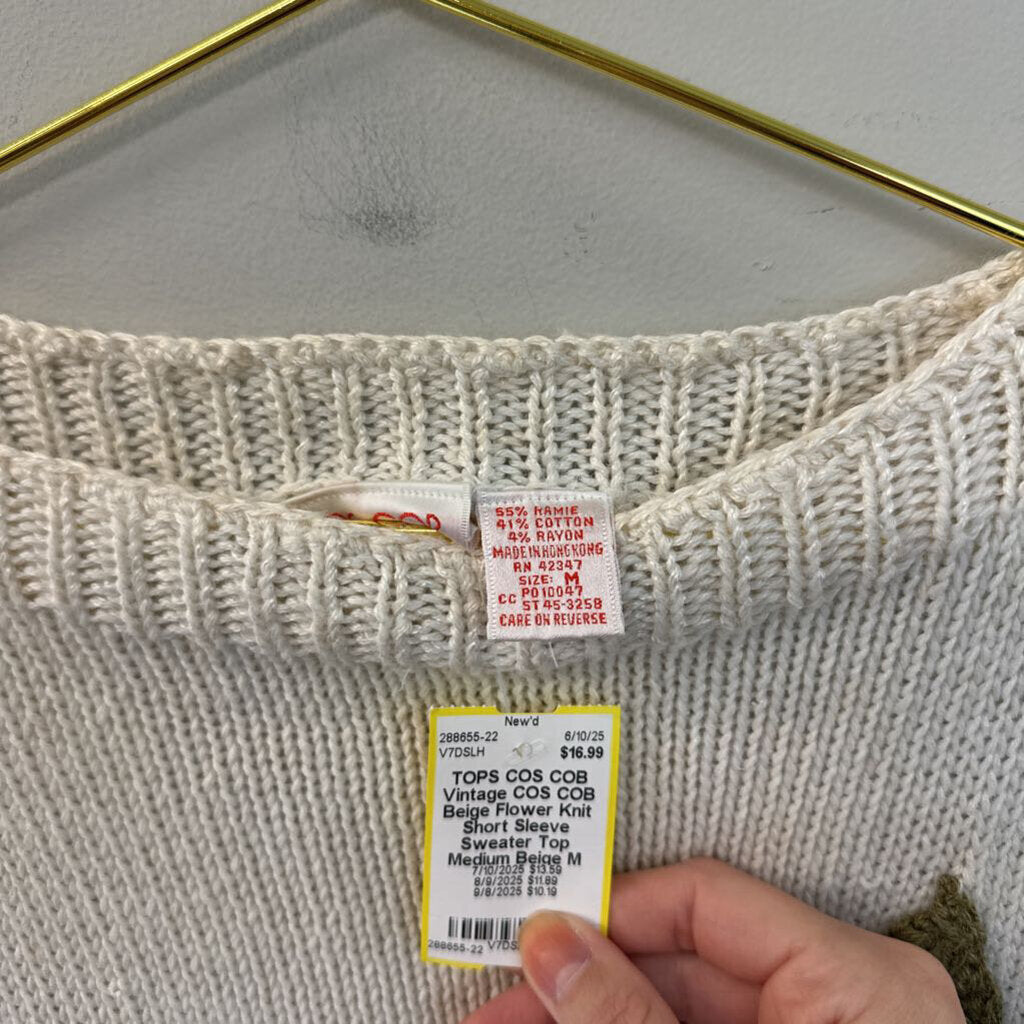 55% RAMIE
41% COTTON
4% RAYON
MADE IN HONG KONG
RN 42347
SIZE: M
PO 10047
CC ST 45-3258
CARE ON REVERSE
New'd
288655-22 6/10/25
V7DSLH $16.99
TOPS COS COB
Vintage COS COB
Beige Flower Knit
Short Sleeve
Sweater Top
Medium Beige M
7/10/2025 $13.59
8/9/2025 $11.89
9/8/2025 $10.19
288655-22